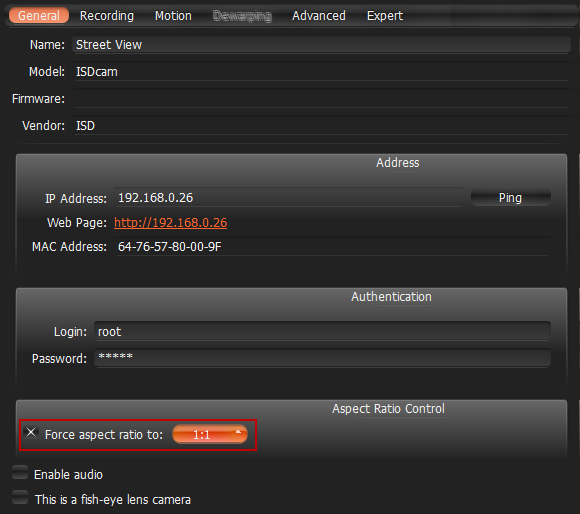 General Recording Motion Dewarping Advanced Expert
Name: Street View
Model: ISDcam
Firmware:
Vendor: ISD
Address
IP Address: 192.168.0.26 Ping
Web Page: http://192.168.0.26
MAC Address: 64-76-57-80-00-9F
Authentication
Login: root
Password: *****
Aspect Ratio Control
Force aspect ratio to: 1:1
Enable audio
This is a fish-eye lens camera